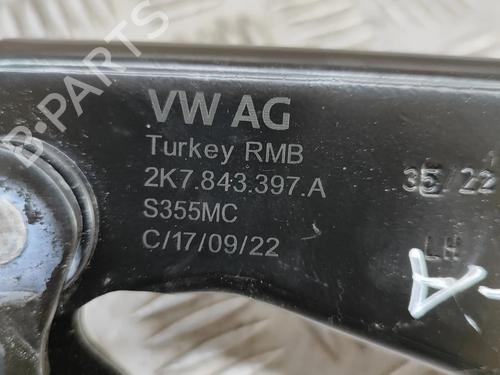 B-PARTS
VW AG
Turkey RMB
2K7.843.397.A
S355MC
C/17/09/22
35/22
LH
A